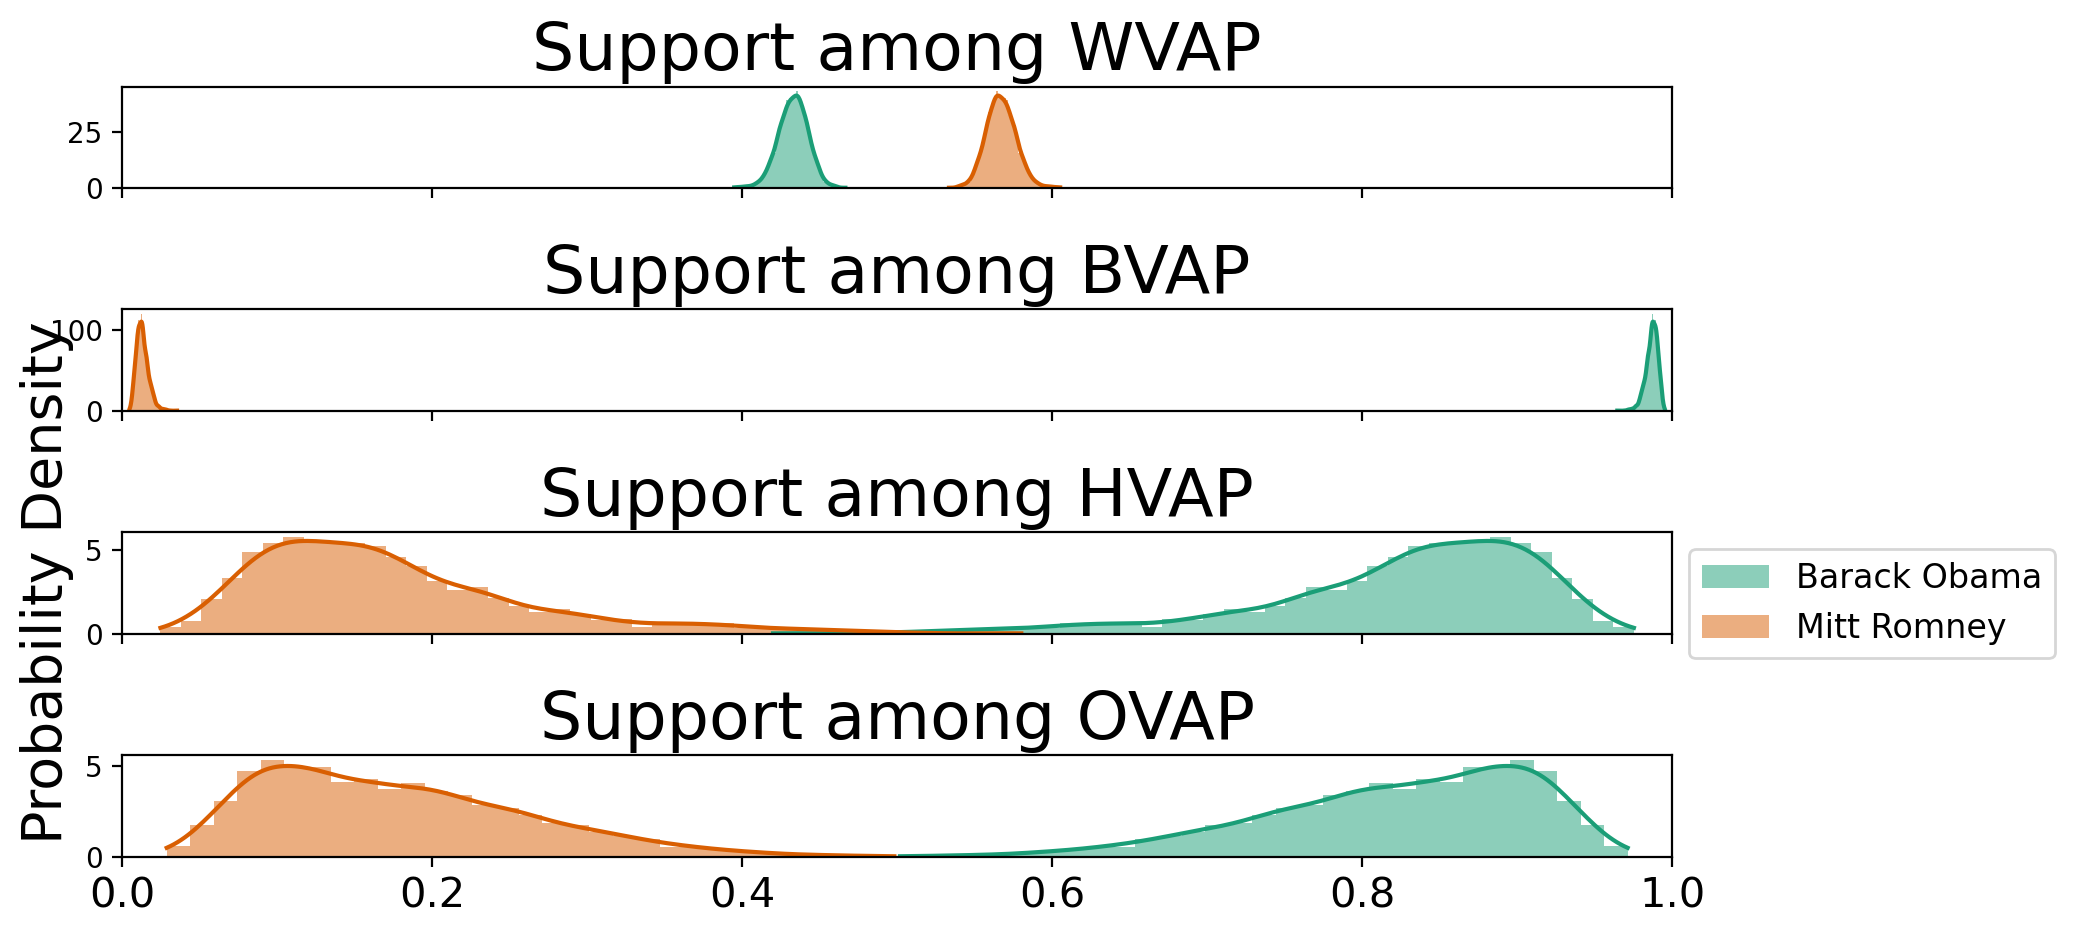 Support among WVAP
25
0
Support among BVAP
100
0
Probability Density
Support among HVAP
5
0
Barack Obama
Mitt Romney
Support among OVAP
5
0
0.0 0.2 0.4 0.6 0.8 1.0